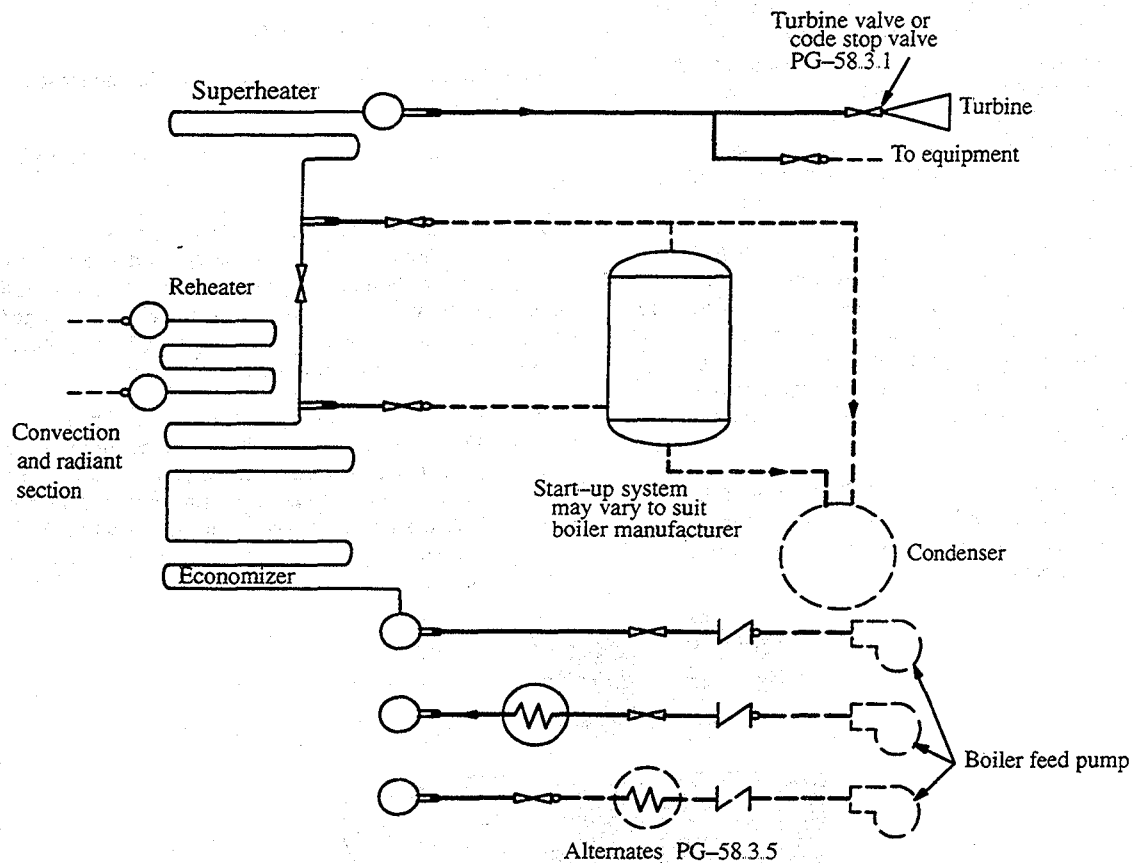 Turbine valve or
code stop valve
PG–58.3.1
Superheater
Turbine
To equipment
Reheater
Convection
and radiant
section
Start–up system
may vary to suit
boiler manufacturer
Condenser
Economizer
Boiler feed pump
Alternates PG–58.3.5